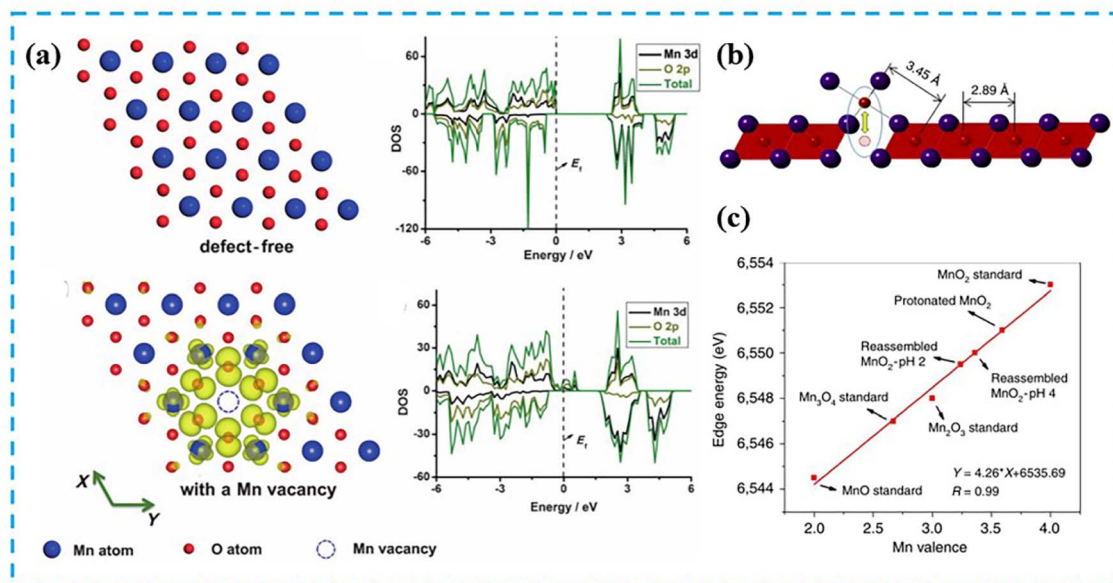 (a)
defect-free
60
0
-60
-120
DOS
Mn 3d
O 2p
Total
Ef
-6 -3 0 3 6
Energy / eV
with a Mn vacancy
X
Y
60
30
0
-30
-60
DOS
Mn 3d
O 2p
Total
Ef
-6 -3 0 3 6
Energy / eV
Mn atom
O atom
Mn vacancy
(b)
3.45 Å
2.89 Å
(c)
6,554
6,552
6,550
6,548
6,546
6,544
Edge energy (eV)
MnO₂ standard
Protonated MnO₂
Reassembled
MnO₂-pH 2
Reassembled
MnO₂-pH 4
Mn₃O₄ standard
Mn₂O₃ standard
MnO standard
Y = 4.26*X+6535.69
R = 0.99
2.0 2.5 3.0 3.5 4.0
Mn valence